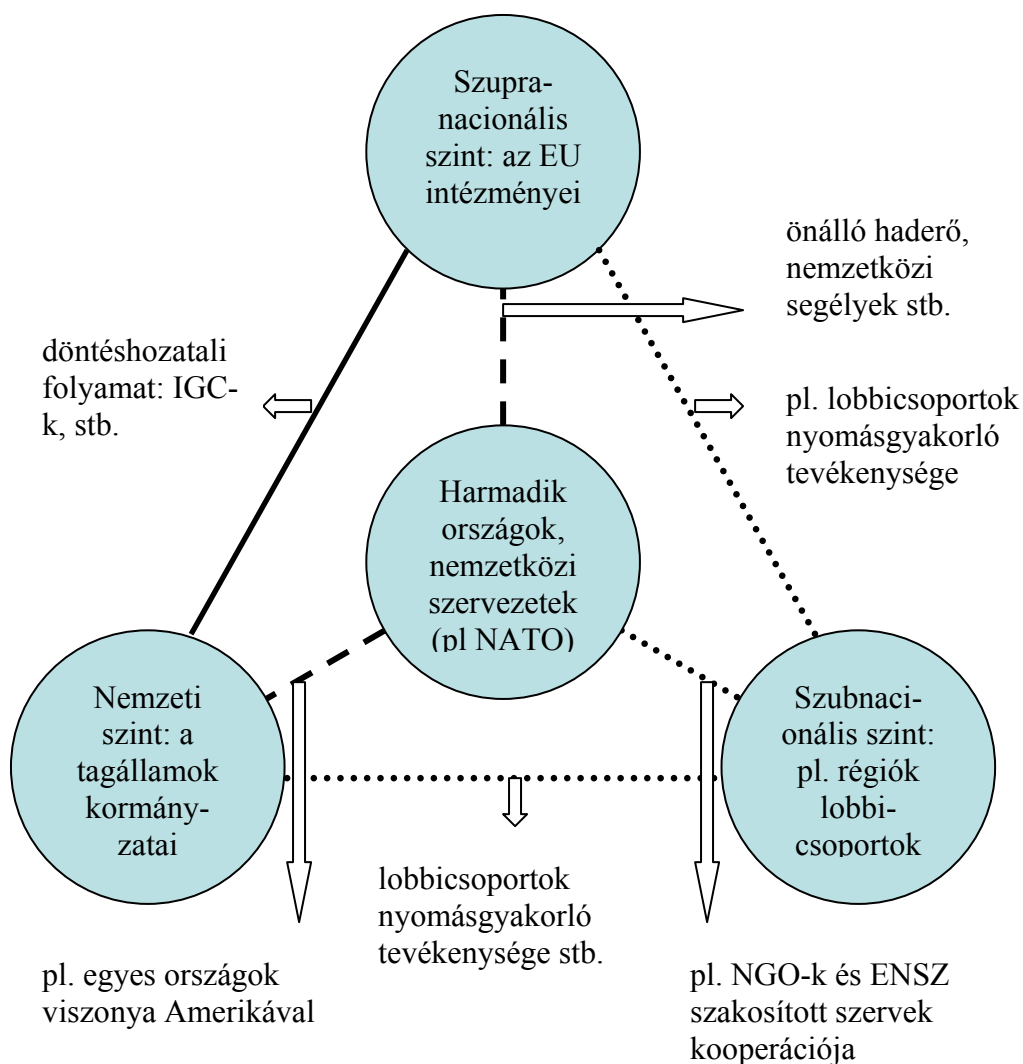 Szupra-
nacionális
szint: az EU
intézményei
önálló haderő,
nemzetközi
segélyek stb.
döntéshozatali
folyamat: IGC-
k, stb.
pl. lobbicsoportok
nyomásgyakorló
tevékenysége
Harmadik
országok,
nemzetközi
szervezetek
(pl NATO)
Nemzeti
szint: a
tagállamok
kormány-
zatai
Szubnaci-
onális szint:
pl. régiók
lobbi-
csoportok
lobbicsoportok
nyomásgyakorló
tevékenysége stb.
pl. egyes országok
viszonya Amerikával
pl. NGO-k és ENSZ
szakosított szervek
kooperációja